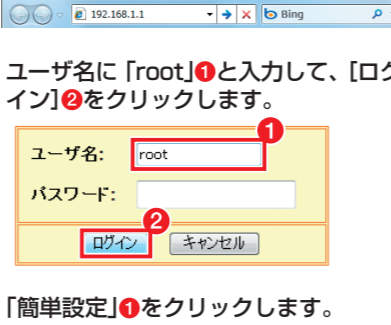 192.168.1.1 Bing
ユーザ名に「root」❶と入力して、[ログ
イン]❷をクリックします。
❶
ユーザ名: root
パスワード:
❷
ログイン キャンセル
「簡単設定」❶をクリックします。